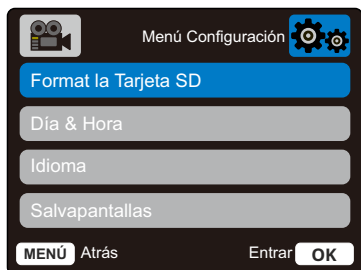 Menú Configuración
Format la Tarjeta SD
Día & Hora
Idioma
Salvapantallas
MENÚ Atrás Entrar OK